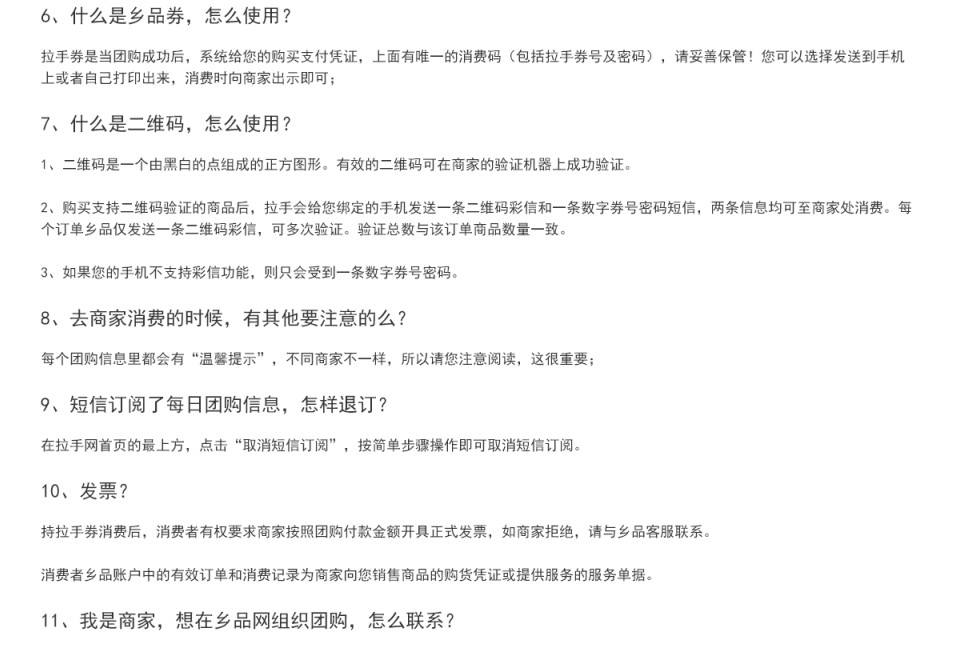 6、什么是乡品券，怎么使用？
拉手券是当团购成功后，系统给您的购买支付凭证，上面有唯一的消费码（包括拉手券号及密码），请妥善保管！您可以选择发送到手机
上或者自己打印出来，消费时向商家出示即可；
7、什么是二维码，怎么使用？
1、二维码是一个由黑白的点组成的正方图形。有效的二维码可在商家的验证机器上成功验证。
2、购买支持二维码验证的商品后，拉手会给您绑定的手机发送一条二维码彩信和一条数字券号密码短信，两条信息均可至商家处消费。每
个订单乡品仅发送一条二维码彩信，可多次验证。验证总数与该订单商品数量一致。
3、如果您的手机不支持彩信功能，则只会受到一条数字券号密码。
8、去商家消费的时候，有其他要注意的么？
每个团购信息里都会有“温馨提示”，不同商家不一样，所以请您注意阅读，这很重要；
9、短信订阅了每日团购信息，怎样退订？
在拉手网首页的最上方，点击“取消短信订阅”，按简单步骤操作即可取消短信订阅。
10、发票？
持拉手券消费后，消费者有权要求商家按照团购付款金额开具正式发票，如商家拒绝，请与乡品客服联系。
消费者乡品账户中的有效订单和消费记录为商家向您销售商品的购货凭证或提供服务的服务单据。
11、我是商家，想在乡品网组织团购，怎么联系？